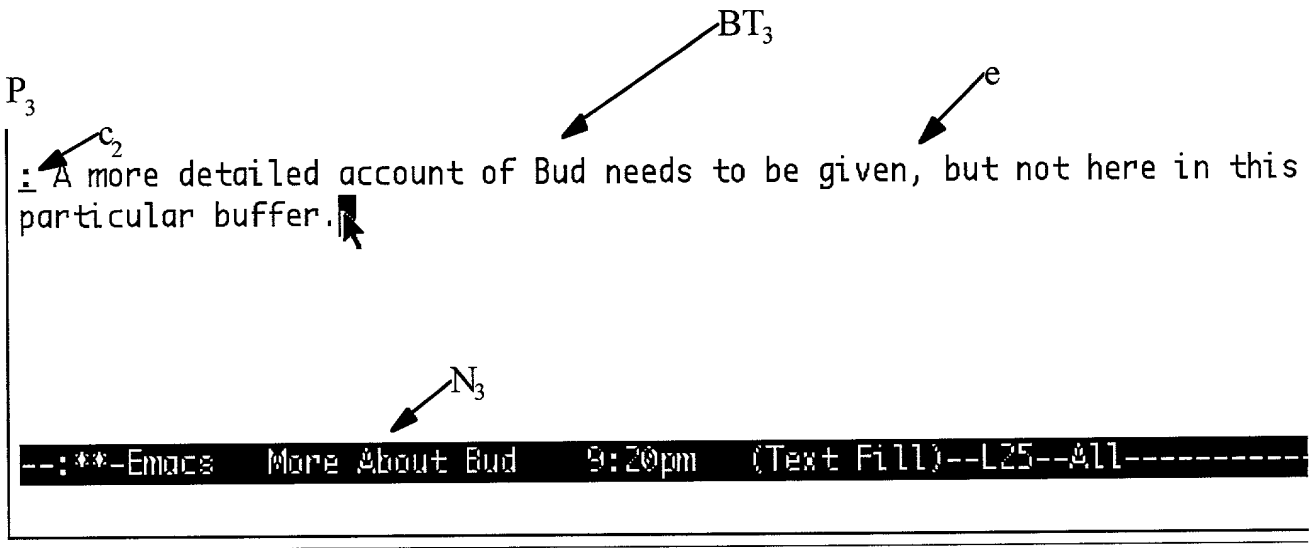 BT3
e
P3
c2
: A more detailed account of Bud needs to be given, but not here in this
particular buffer.
N3
--:**-Emacs More About Bud 9:20pm (Text Fill)--L25--All-----------